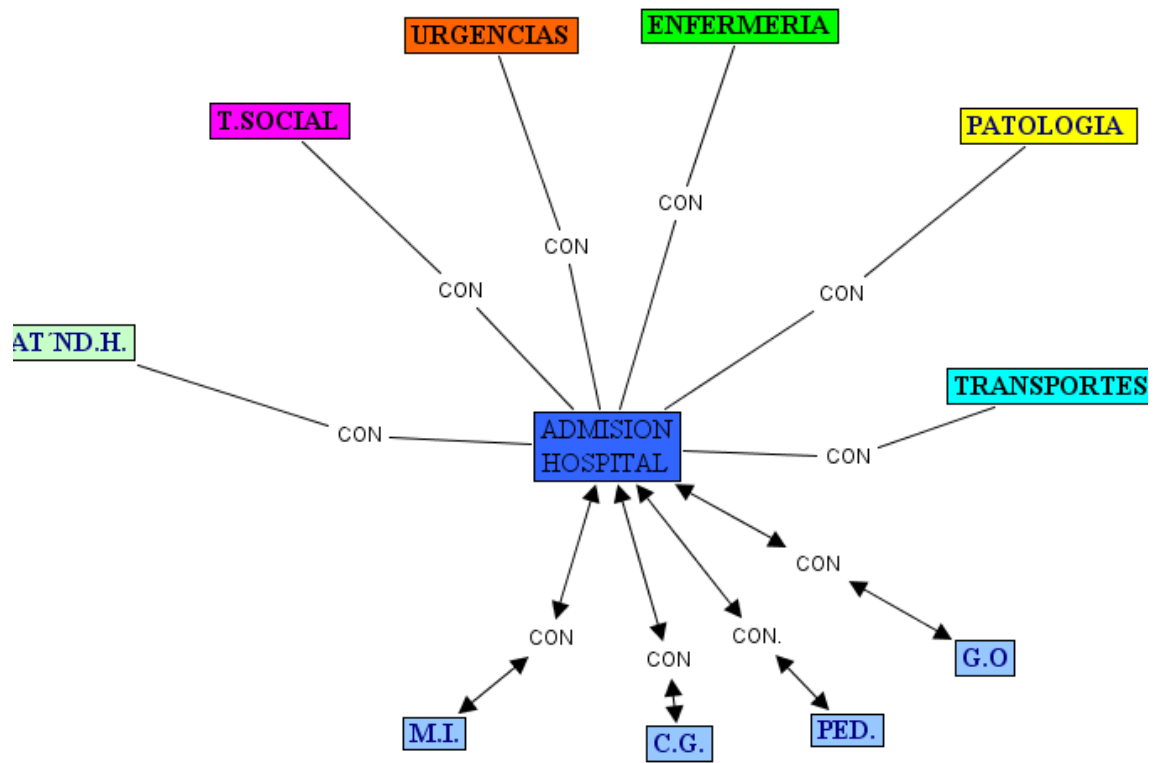 URGENCIAS
ENFERMERIA
T.SOCIAL
PATOLOGIA
CON
CON
CON
CON
AT´ND.H.
TRANSPORTES
CON
ADMISION
HOSPITAL
CON
CON
CON
CON.
CON
G.O
M.I.
C.G.
PED.